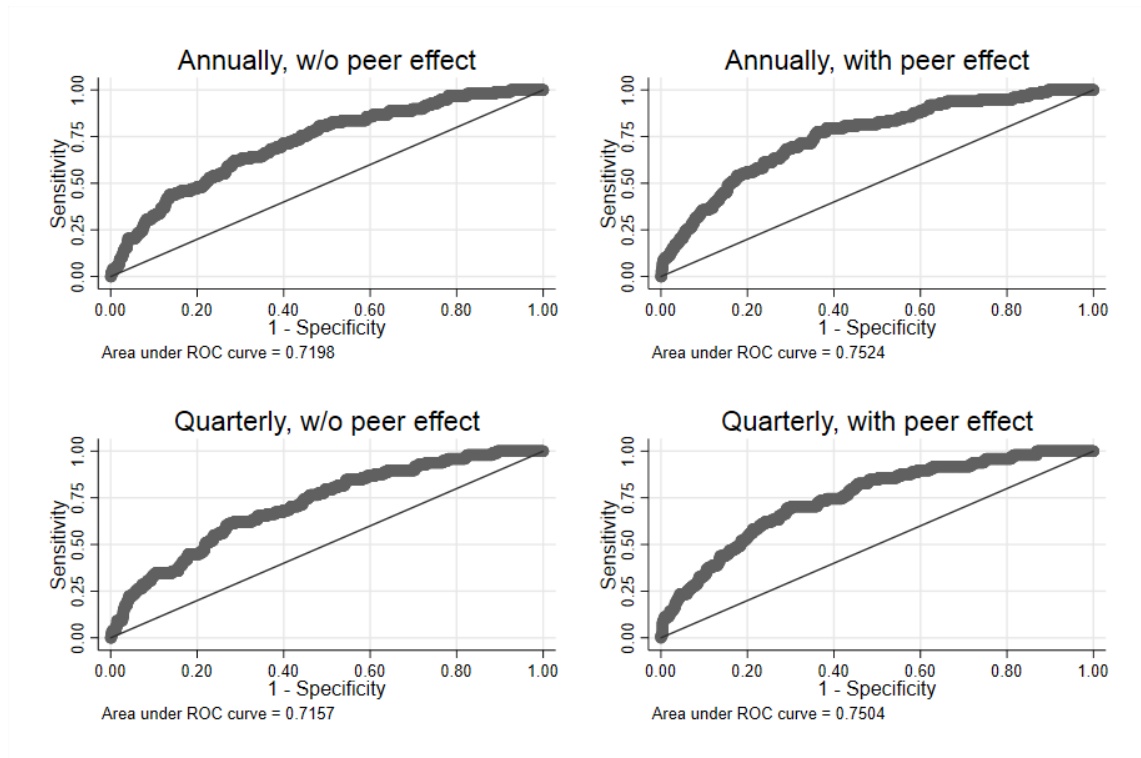 Annually, w/o peer effect
Sensitivity
0.00 0.25 0.50 0.75 1.00
0.00 0.20 0.40 0.60 0.80 1.00
1 - Specificity
Area under ROC curve = 0.7198
Annually, with peer effect
Sensitivity
0.00 0.25 0.50 0.75 1.00
0.00 0.20 0.40 0.60 0.80 1.00
1 - Specificity
Area under ROC curve = 0.7524
Quarterly, w/o peer effect
Sensitivity
0.00 0.25 0.50 0.75 1.00
0.00 0.20 0.40 0.60 0.80 1.00
1 - Specificity
Area under ROC curve = 0.7157
Quarterly, with peer effect
Sensitivity
0.00 0.25 0.50 0.75 1.00
0.00 0.20 0.40 0.60 0.80 1.00
1 - Specificity
Area under ROC curve = 0.7504